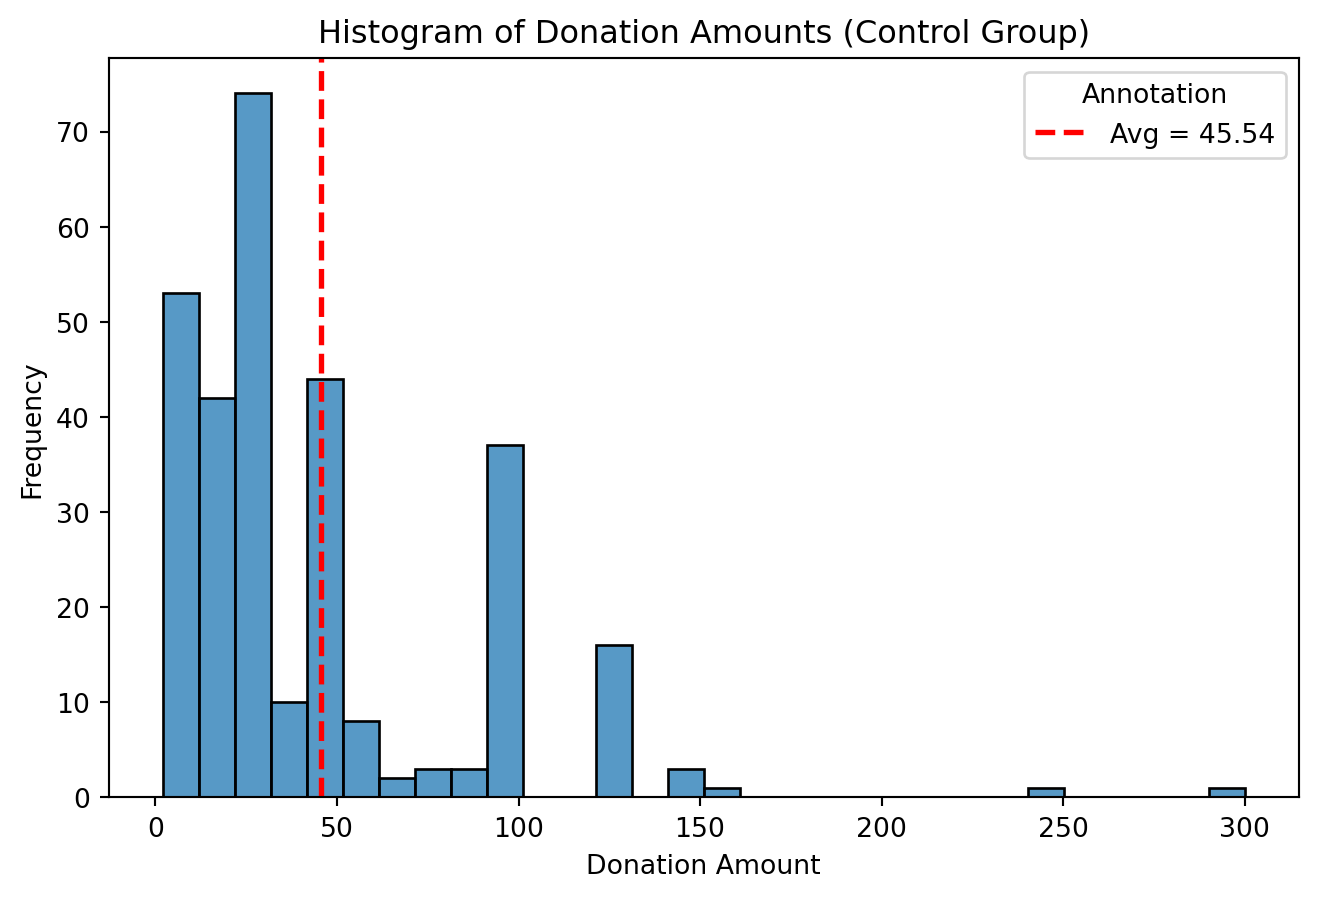 Histogram of Donation Amounts (Control Group)
Annotation
Avg = 45.54
Frequency
70
60
50
40
30
20
10
0
0 50 100 150 200 250 300
Donation Amount